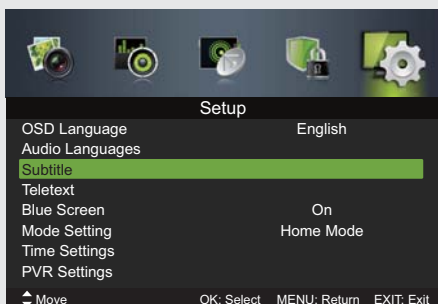 Setup
OSD Language English
Audio Languages
Subtitle
Teletext
Blue Screen On
Mode Setting Home Mode
Time Settings
PVR Settings
Move OK: Select MENU: Return EXIT: Exit